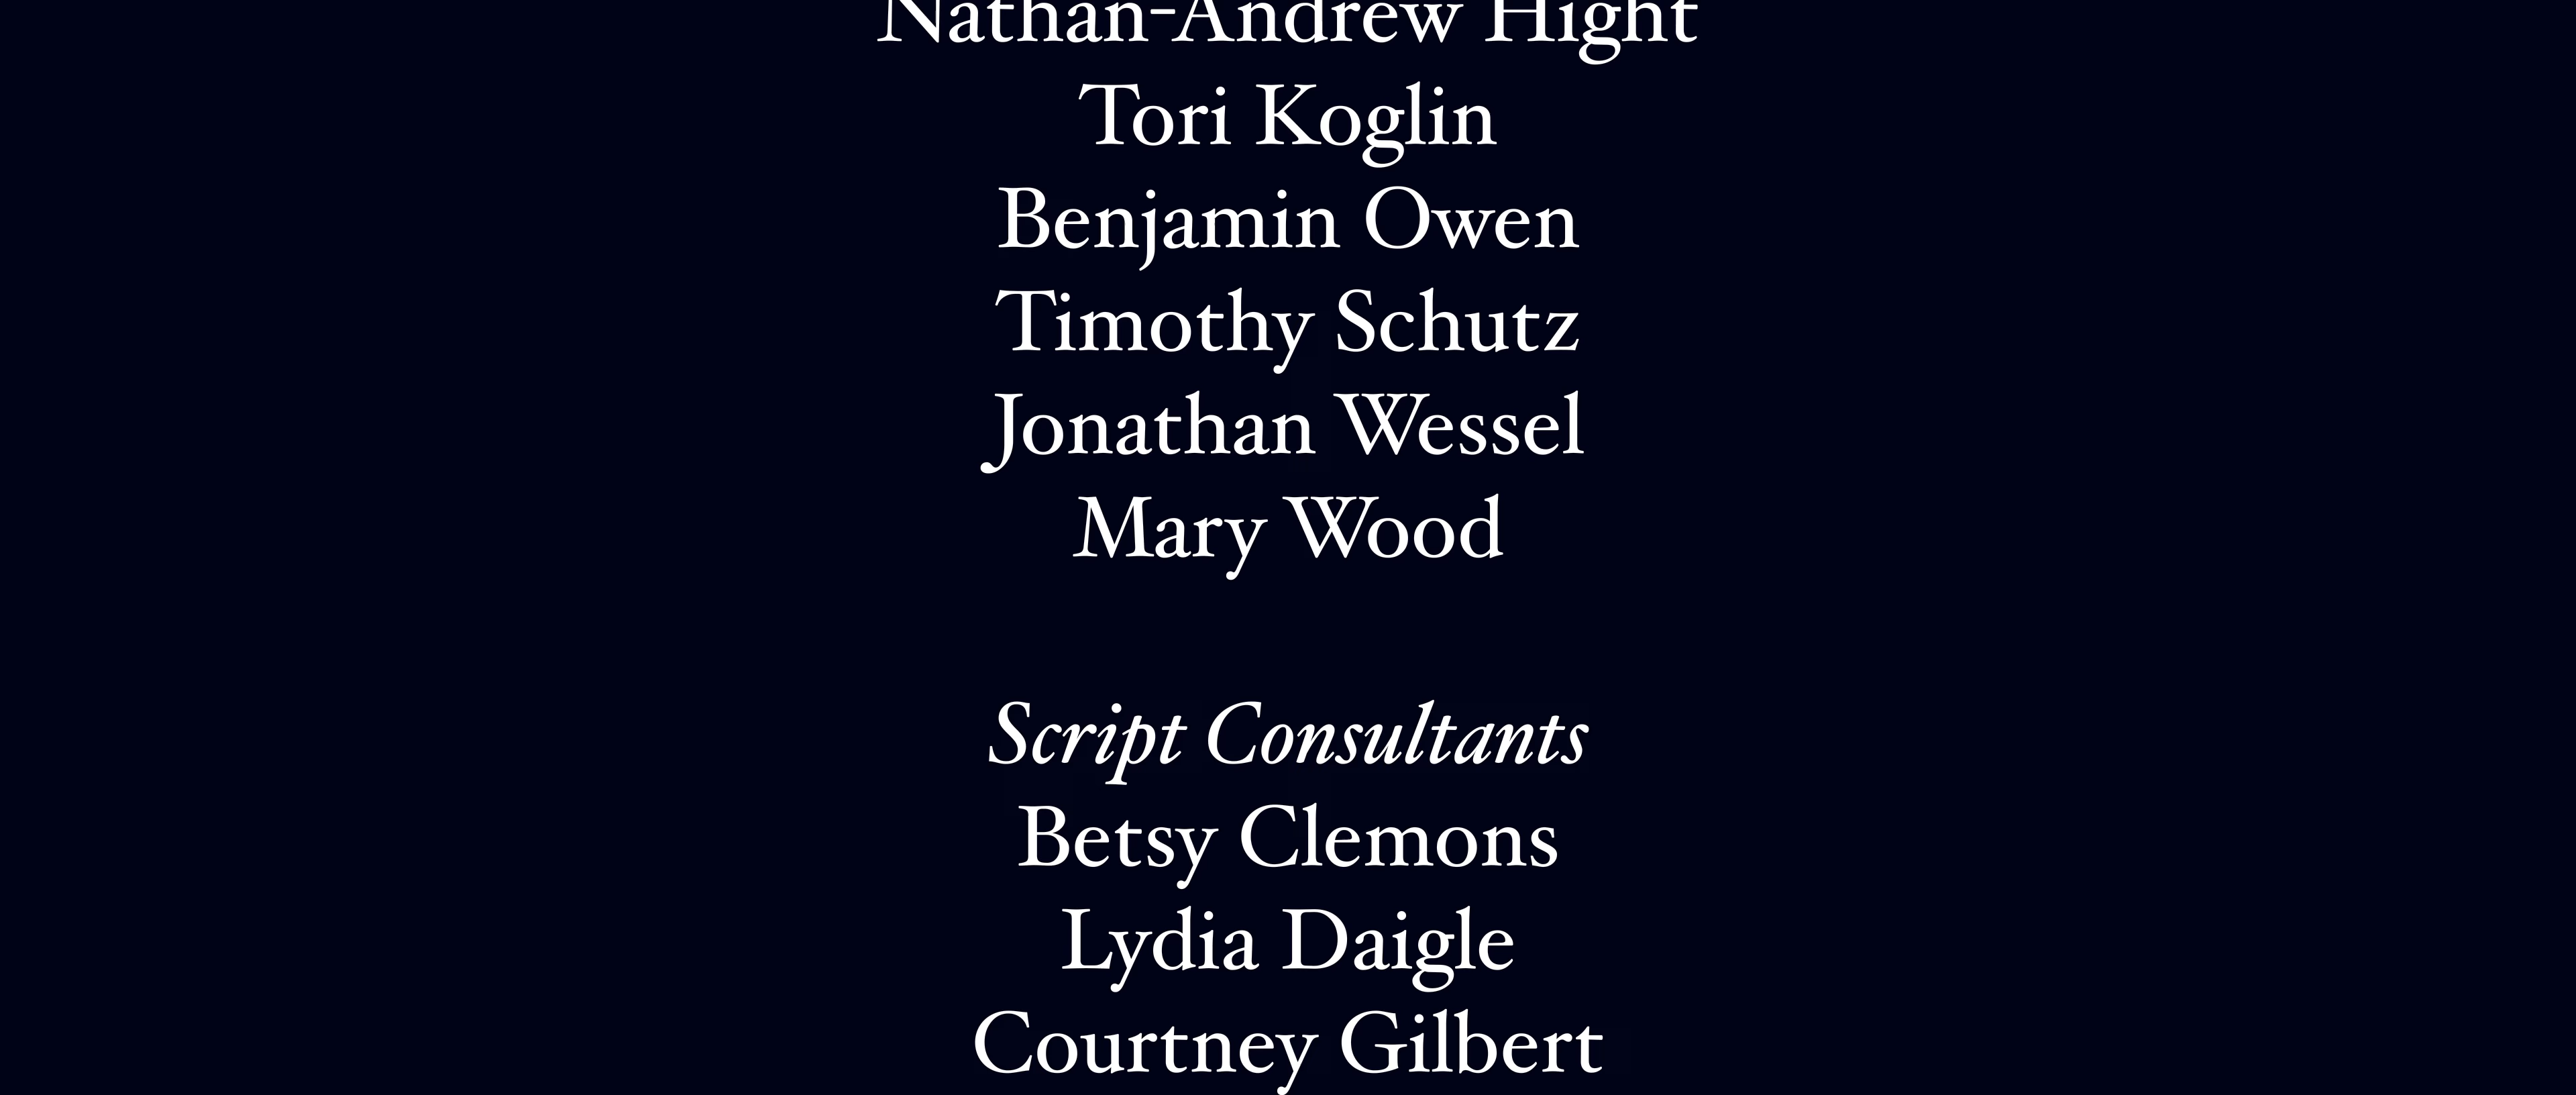 Nathan-Andrew Hight
Tori Koglin
Benjamin Owen
Timothy Schutz
Jonathan Wessel
Mary Wood
Script Consultants
Betsy Clemons
Lydia Daigle
Courtney Gilbert